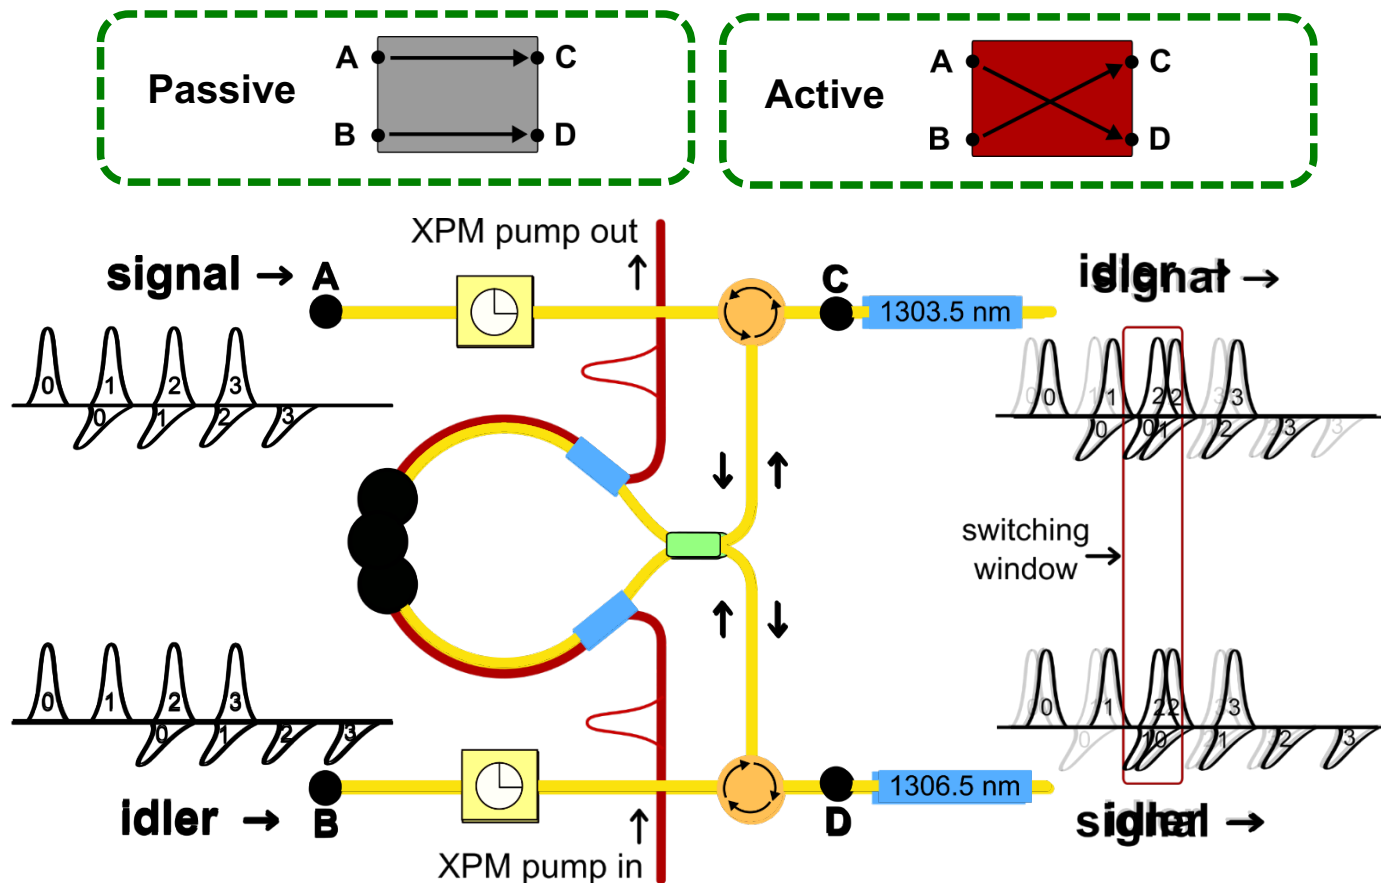 Passive
A
C
B
D
Active
A
C
B
D
XPM pump out
signal →
A
C
1303.5 nm
0 1 2 3
0 1 2 3
switching
window
0 1 2 3
0 1 2 3
idler →
B
D
1306.5 nm
XPM pump in